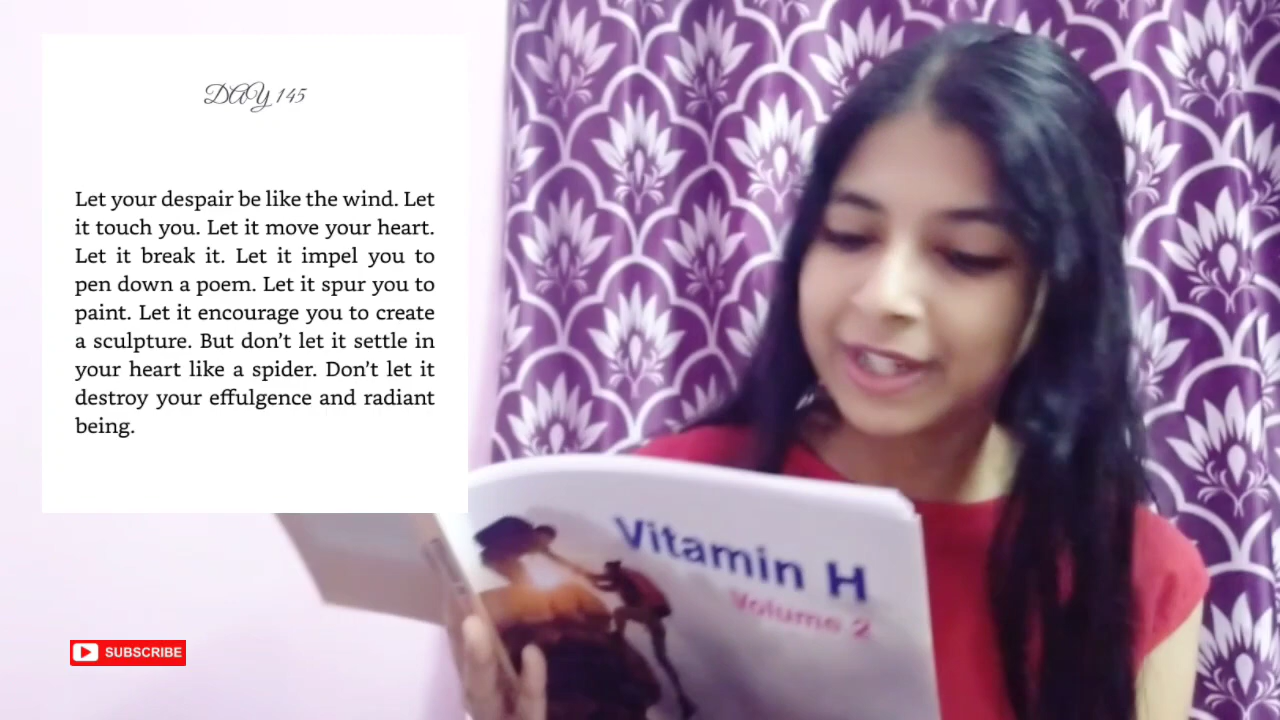 DAY 145
Let your despair be like the wind. Let
it touch you. Let it move your heart.
Let it break it. Let it impel you to
pen down a poem. Let it spur you to
paint. Let it encourage you to create
a sculpture. But don't let it settle in
your heart like a spider. Don't let it
destroy your effulgence and radiant
being.
Vitamin H
Volume 2
SUBSCRIBE